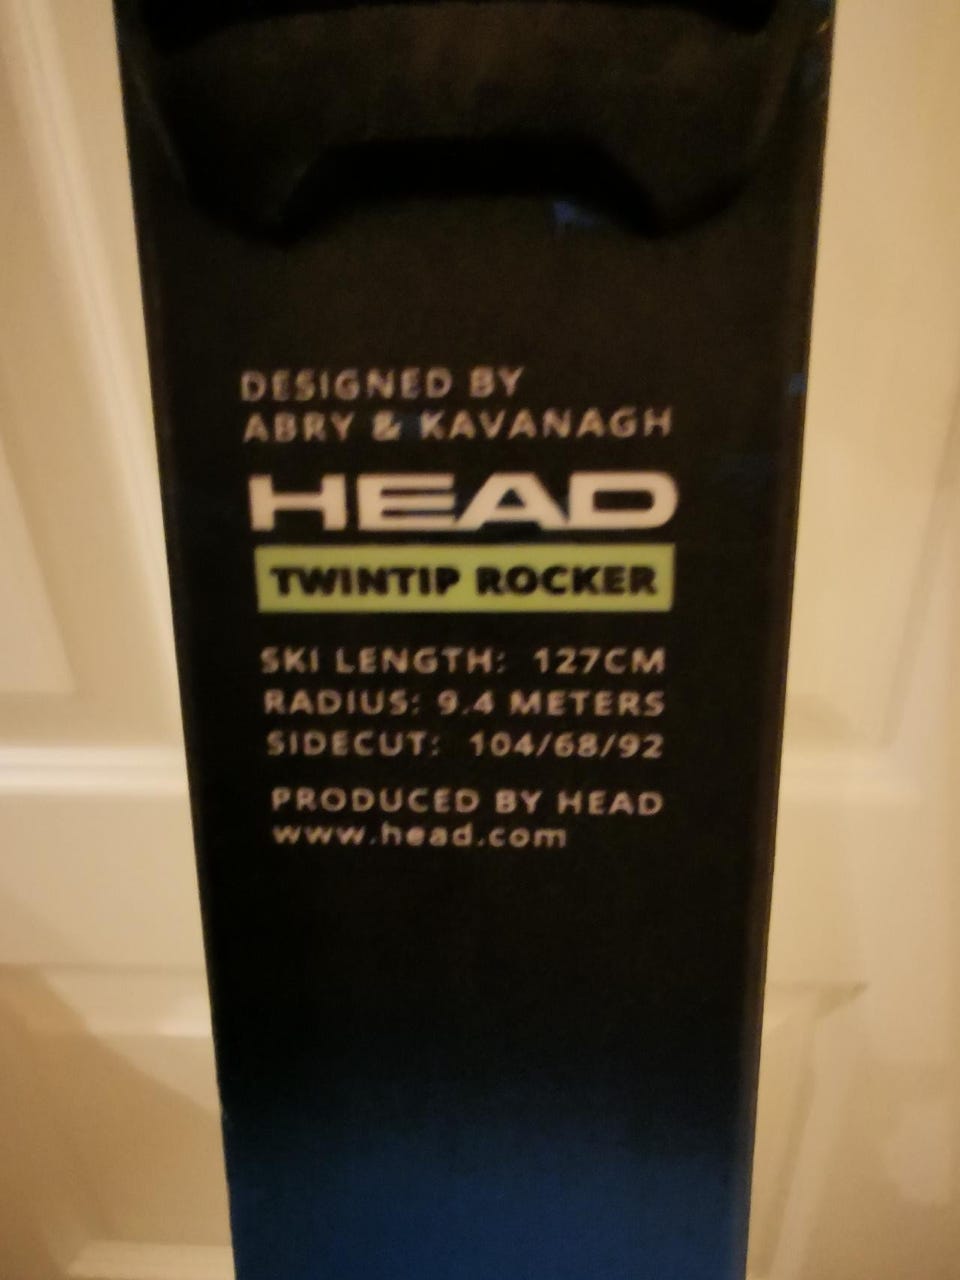 DESIGNED BY
ABRY & KAVANAGH
HEAD
TWINTIP ROCKER
SKI LENGTH: 127CM
RADIUS: 9.4 METERS
SIDECUT: 104/68/92
PRODUCED BY HEAD
www.head.com